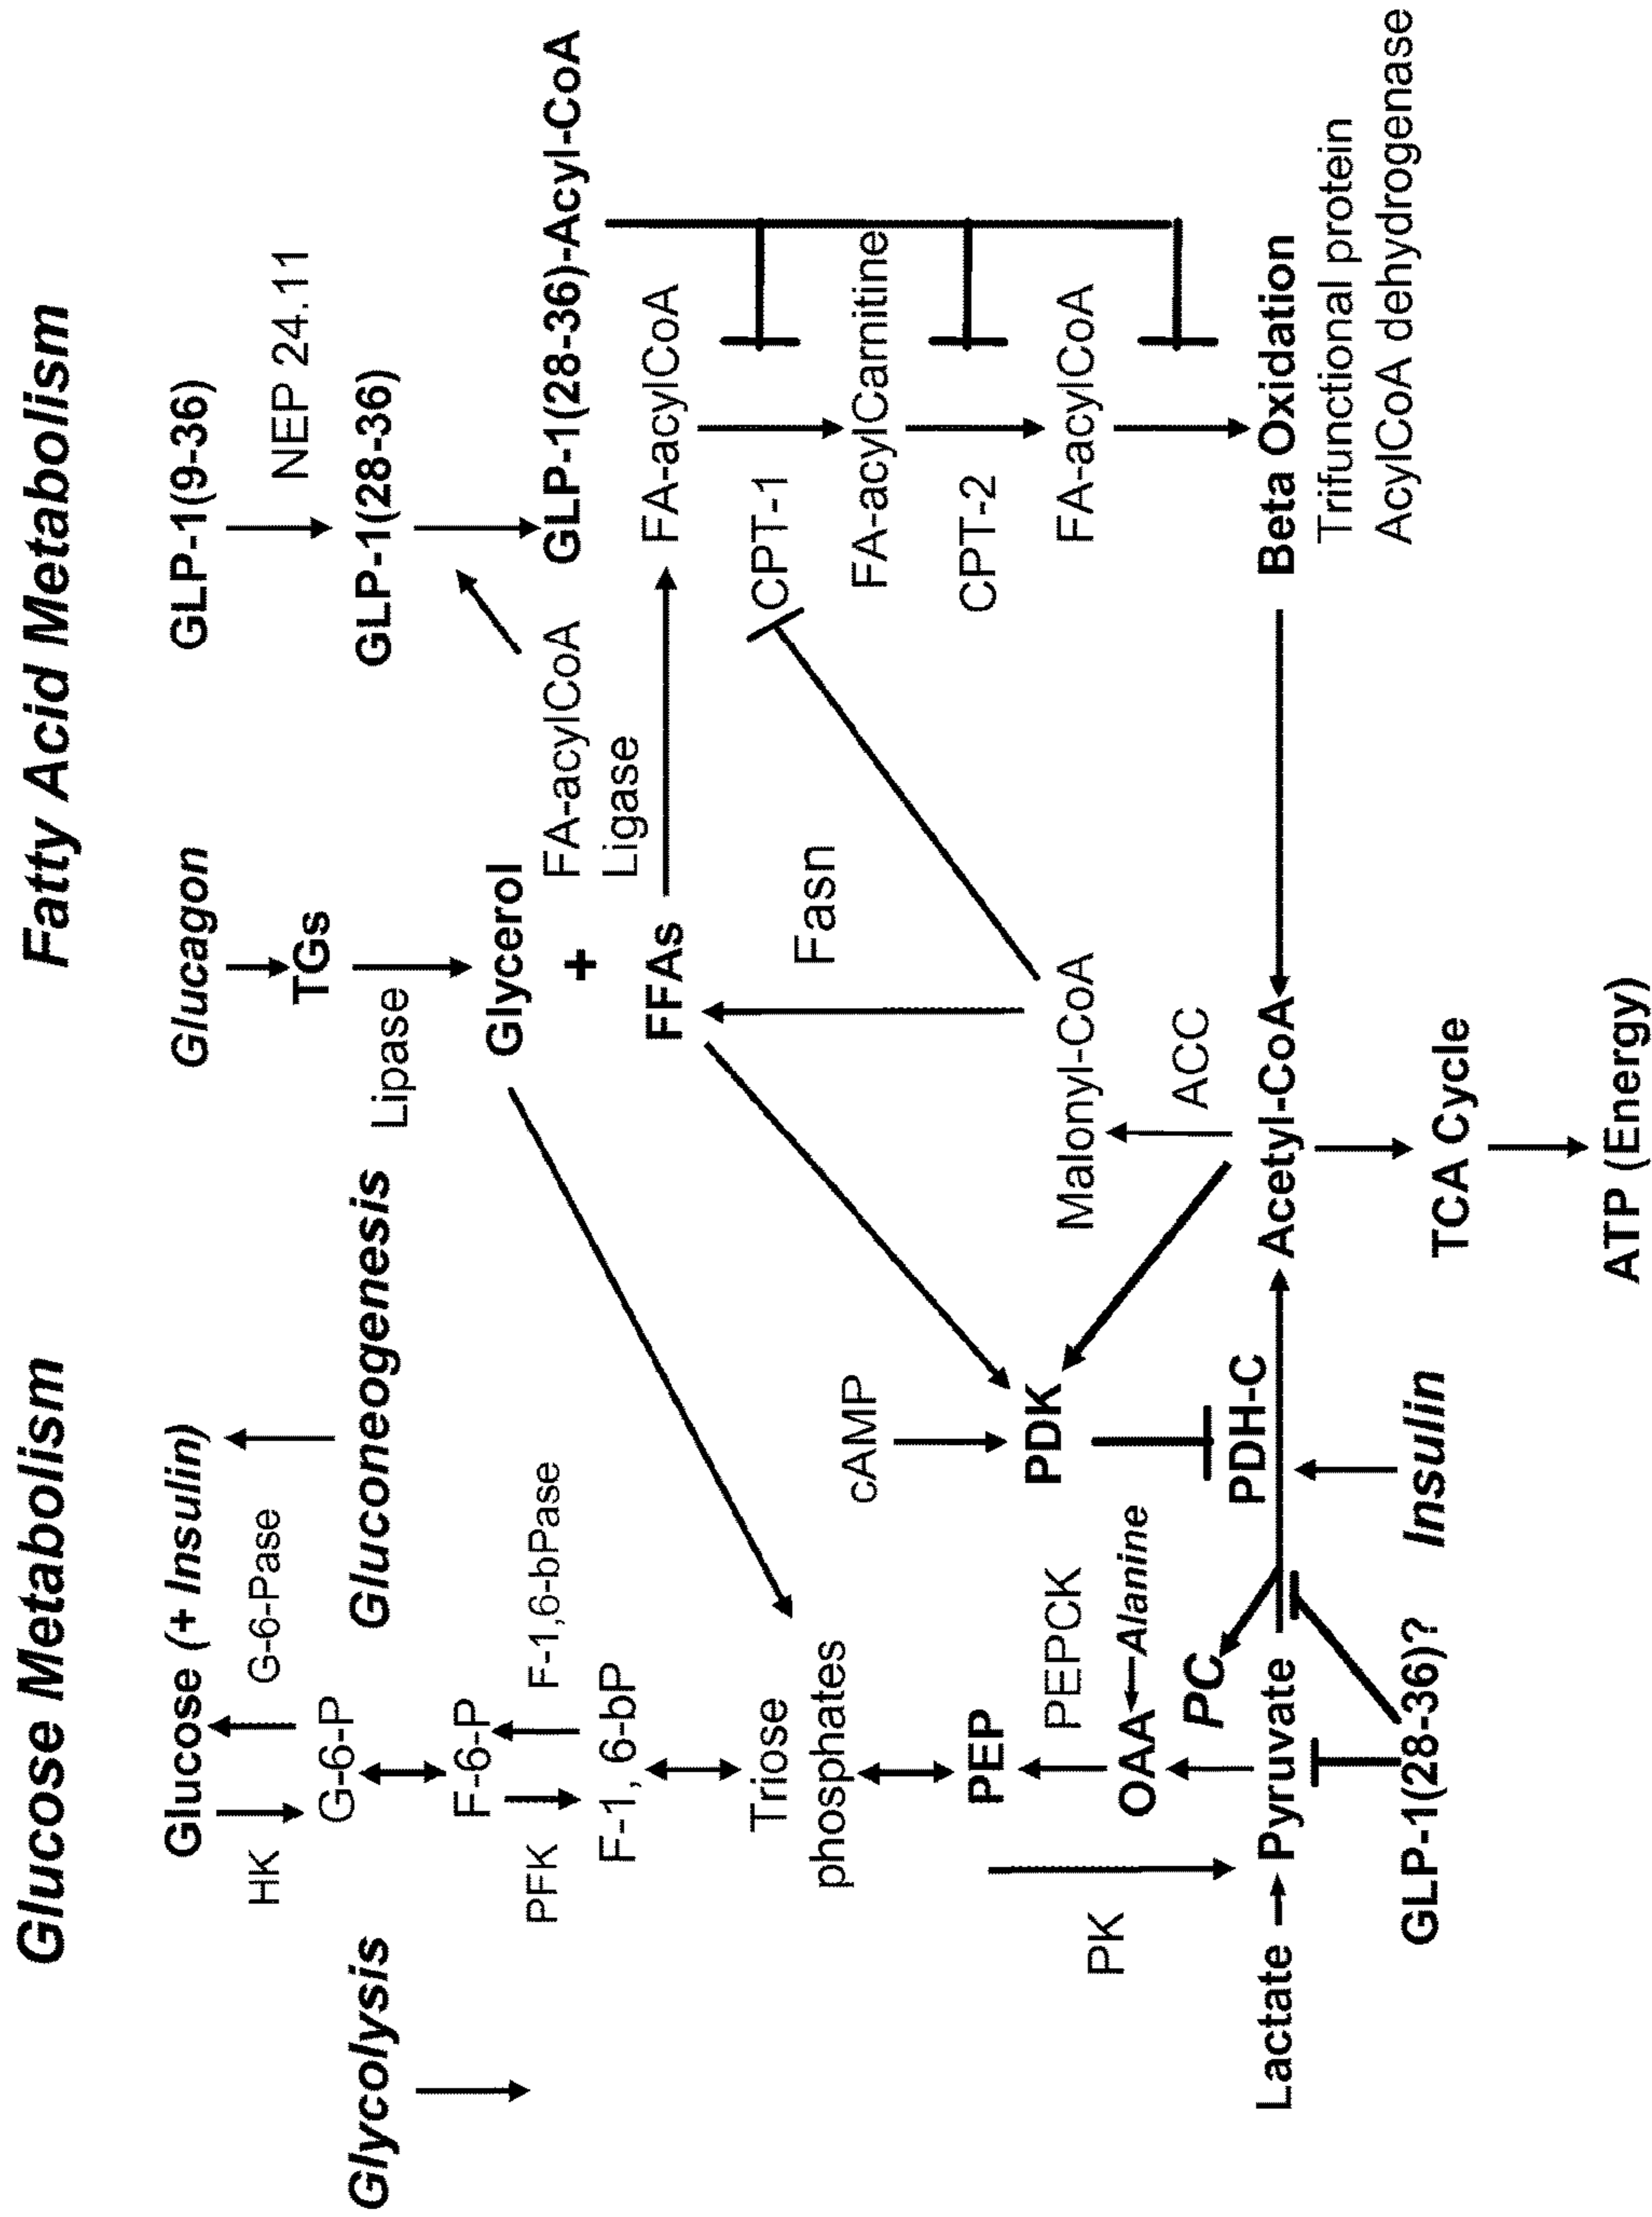 Glucose Metabolism
Fatty Acid Metabolism
Glucose (+ Insulin)
Glucagon
GLP-1(9-36)
HK
G-6-Pase
NEP 24.11
G-6-P
TGs
Glycolysis
Gluconeogenesis
Lipase
GLP-1(28-36)
F-6-P
PFK
F-1,6-bPase
Glycerol
+
FFAs
FA-acylCoA
Ligase
GLP-1(28-36)-Acyl-CoA
F-1, 6-bP
FA-acylCoA
Triose
phosphates
cAMP
Fasn
CPT-1
FA-acylCarnitine
PEP
PDK
CPT-2
PEPCK
Malonyl-CoA
FA-acylCoA
PK
OAA
Alanine
PC
PDH-C
ACC
Lactate
Pyruvate
Acetyl-CoA
Beta Oxidation
Trifunctional protein
AcylCoA dehydrogenase
GLP-1(28-36)?
Insulin
TCA Cycle
ATP (Energy)